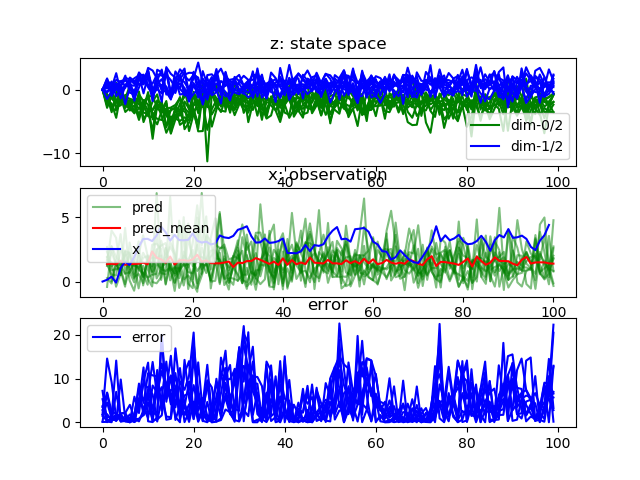 z: state space
0
−10
dim-0/2
dim-1/2
0 20 40 60 80 100
x: observation
5
0
pred
pred_mean
x
0 20 40 60 80 100
error
20
10
0
error
0 20 40 60 80 100